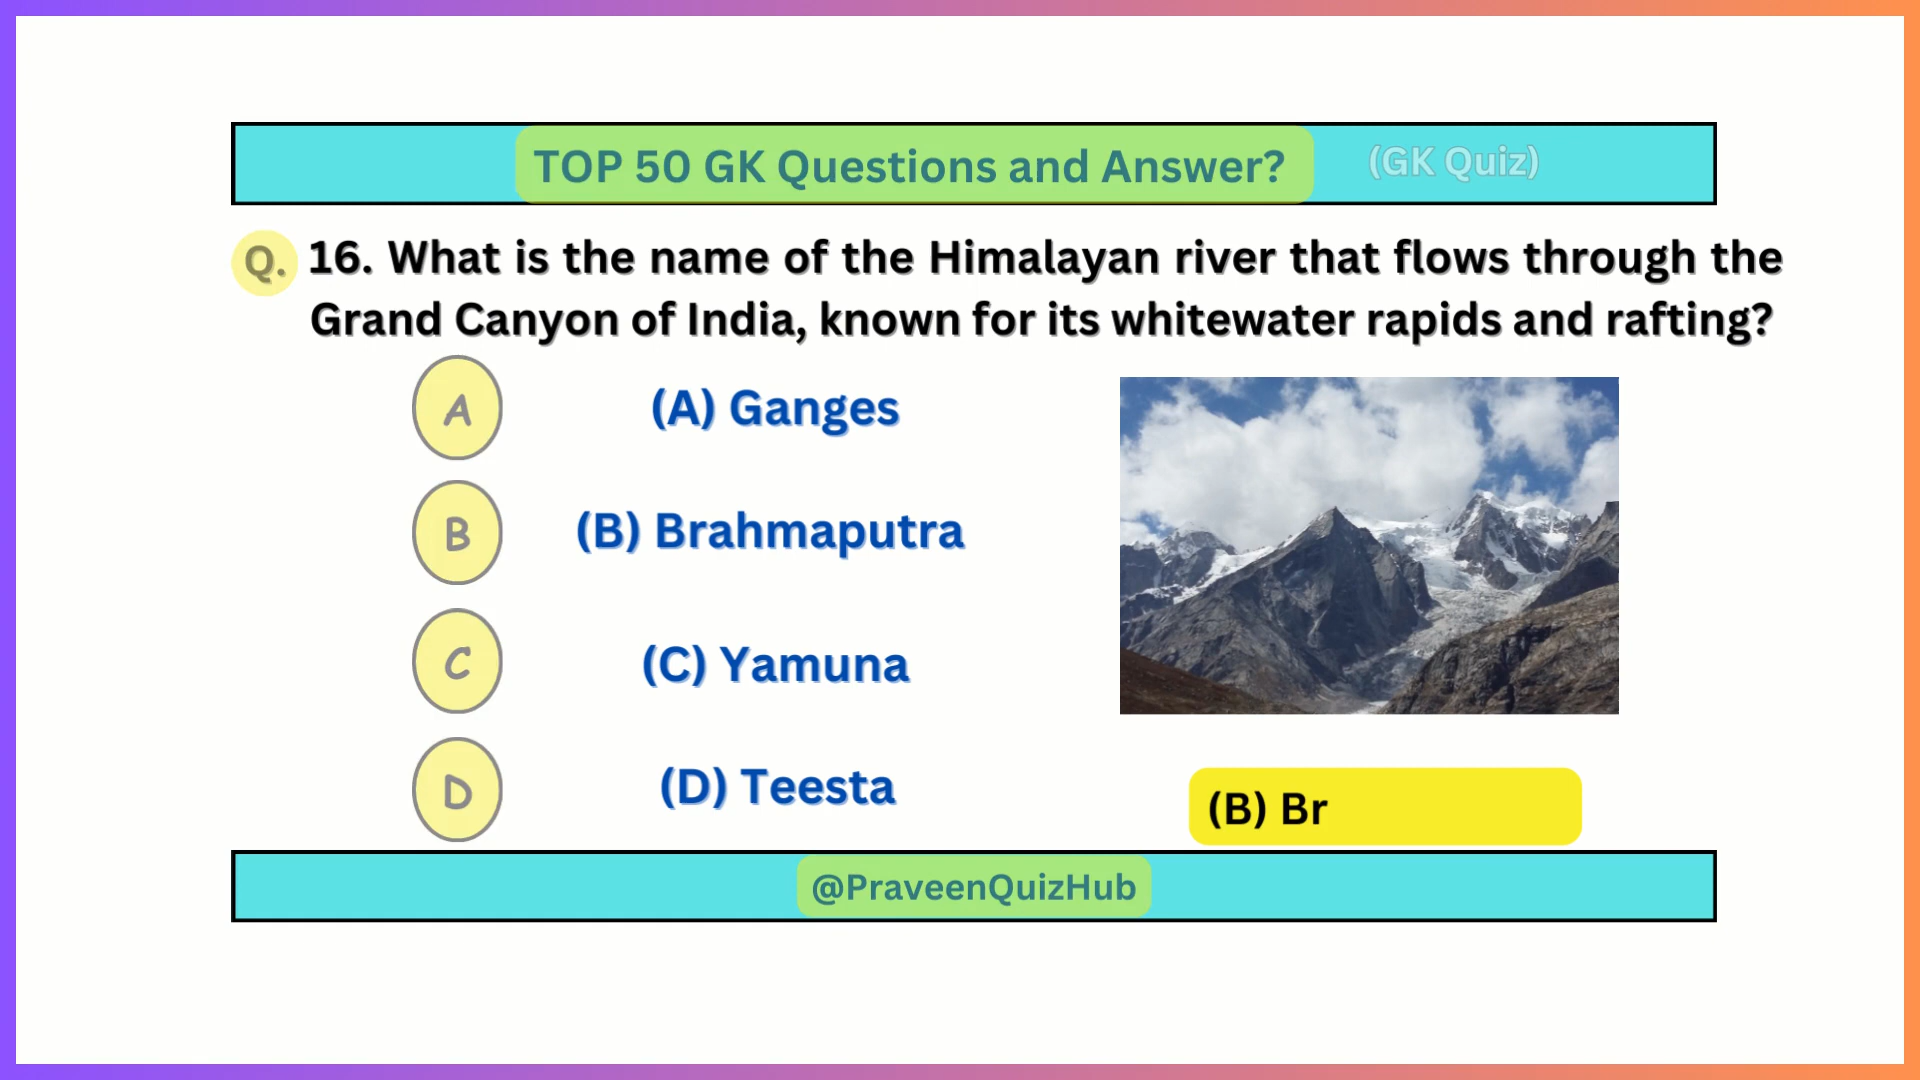 TOP 50 GK Questions and Answer?
(GK Quiz)
Q.
16. What is the name of the Himalayan river that flows through the
Grand Canyon of India, known for its whitewater rapids and rafting?
A
(A) Ganges
B
(B) Brahmaputra
C
(C) Yamuna
D
(D) Teesta
(B) Br
@PraveenQuizHub